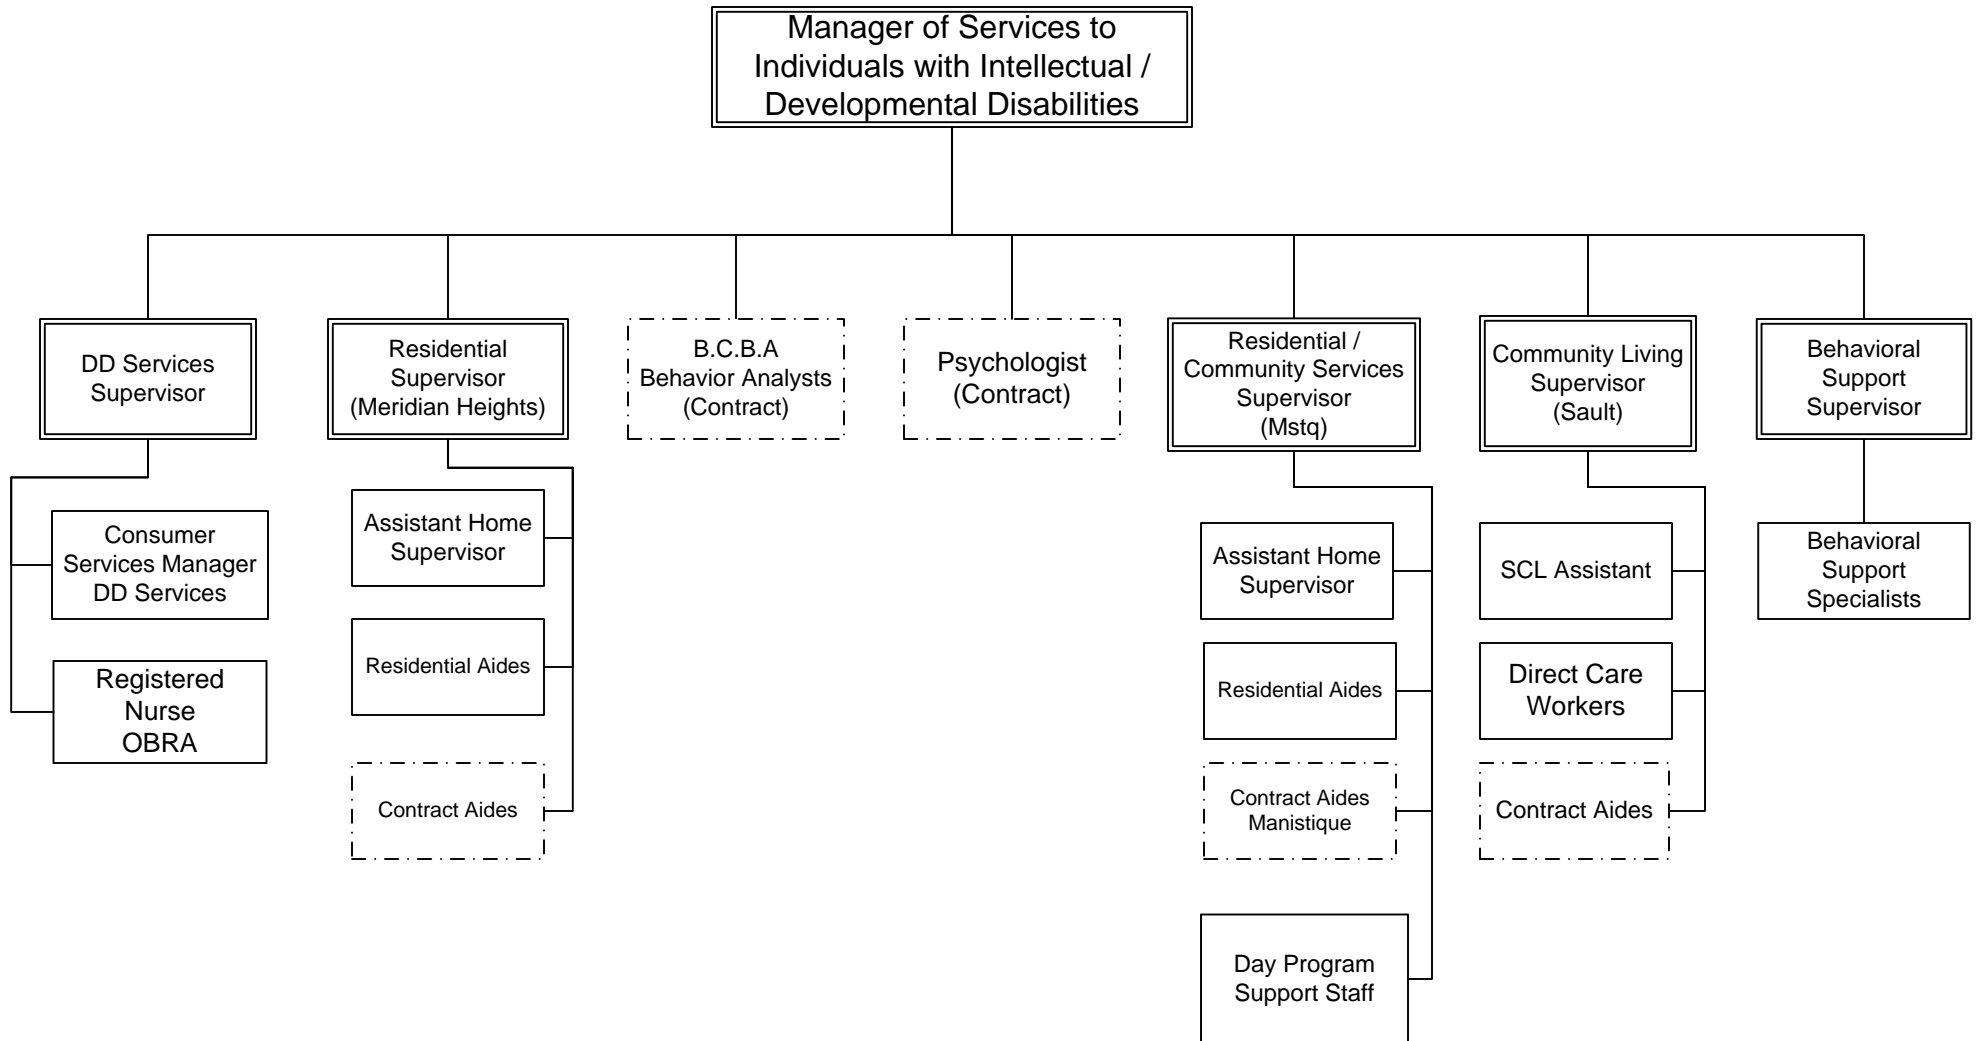 Manager of Services to
Individuals with Intellectual /
Developmental Disabilities
DD Services
Supervisor
Residential
Supervisor
(Meridian Heights)
B.C.B.A
Behavior Analysts
(Contract)
Psychologist
(Contract)
Residential /
Community Services
Supervisor
(Mstq)
Community Living
Supervisor
(Sault)
Behavioral
Support
Supervisor
Consumer
Services Manager
DD Services
Registered
Nurse
OBRA
Assistant Home
Supervisor
Residential Aides
Contract Aides
Assistant Home
Supervisor
Residential Aides
Contract Aides
Manistique
Day Program
Support Staff
SCL Assistant
Direct Care
Workers
Contract Aides
Behavioral
Support
Specialists